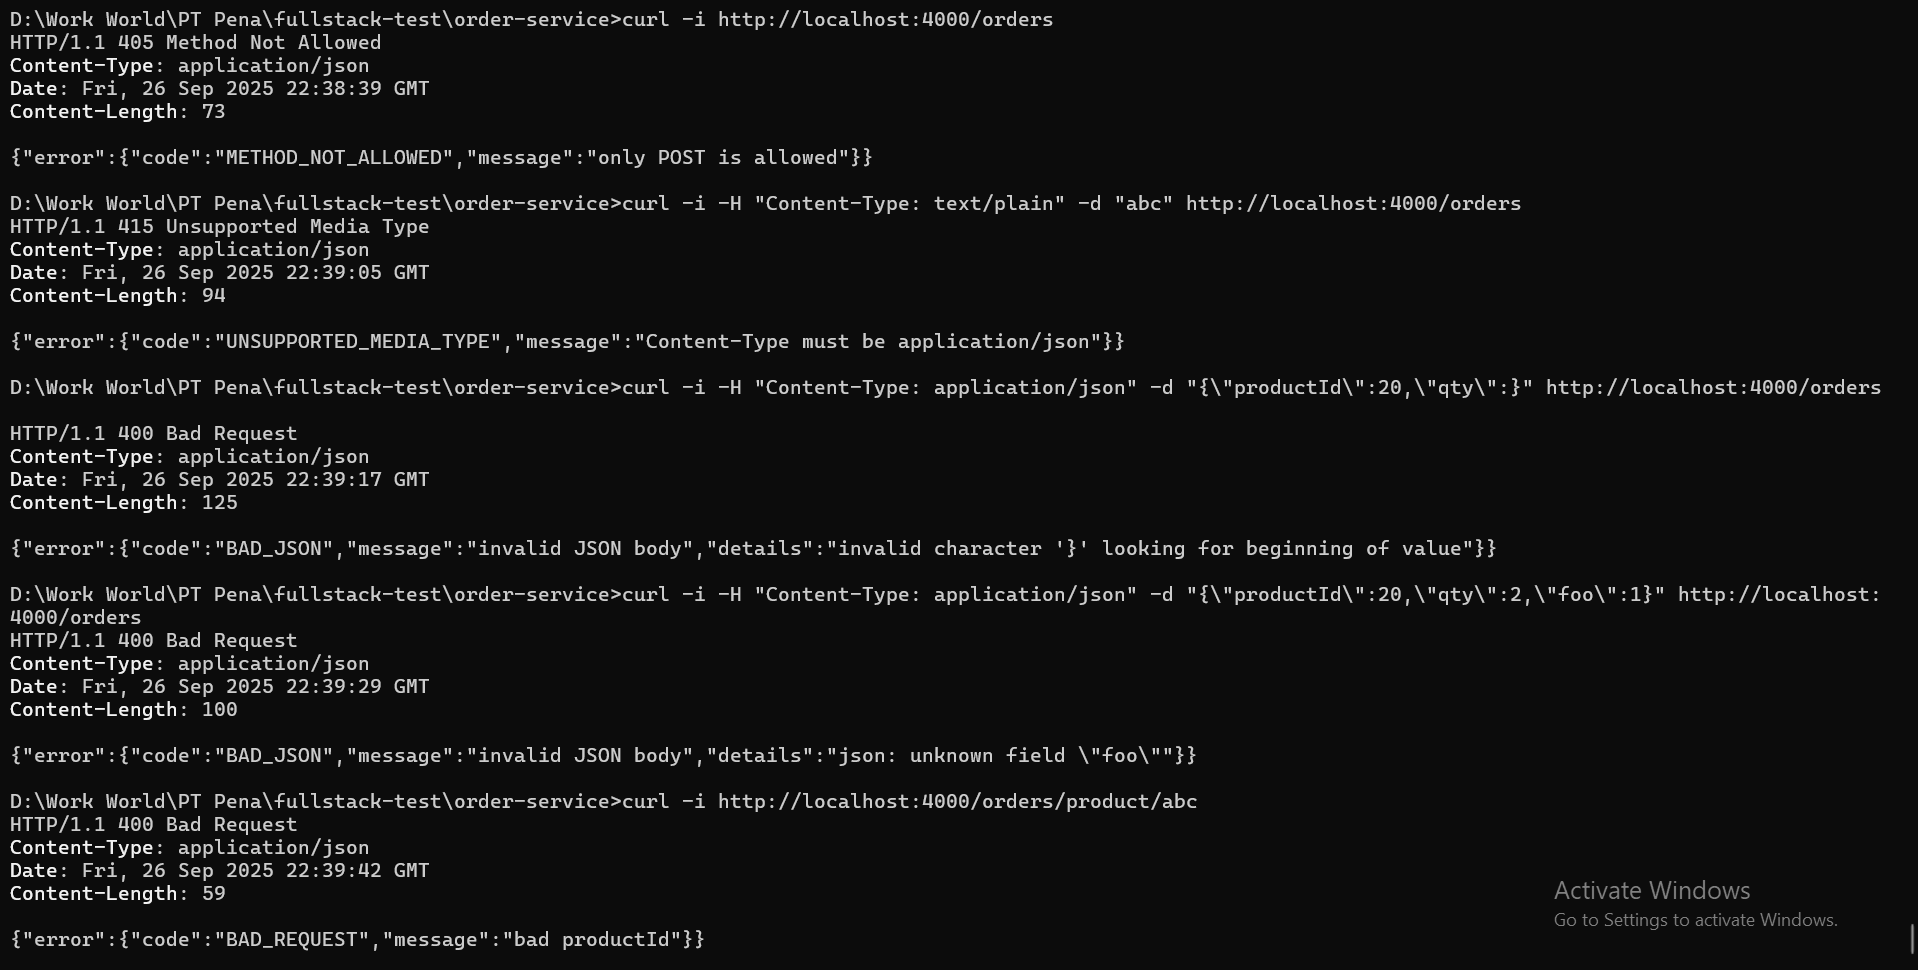 D:\Work World\PT Pena\fullstack-test\order-service>curl -i http://localhost:4000/orders
HTTP/1.1 405 Method Not Allowed
Content-Type: application/json
Date: Fri, 26 Sep 2025 22:38:39 GMT
Content-Length: 73
{"error":{"code":"METHOD_NOT_ALLOWED","message":"only POST is allowed"}}
D:\Work World\PT Pena\fullstack-test\order-service>curl -i -H "Content-Type: text/plain" -d "abc" http://localhost:4000/orders
HTTP/1.1 415 Unsupported Media Type
Content-Type: application/json
Date: Fri, 26 Sep 2025 22:39:05 GMT
Content-Length: 94
{"error":{"code":"UNSUPPORTED_MEDIA_TYPE","message":"Content-Type must be application/json"}}
D:\Work World\PT Pena\fullstack-test\order-service>curl -i -H "Content-Type: application/json" -d "{\"productId\":20,\"qty\":}" http://localhost:4000/orders
HTTP/1.1 400 Bad Request
Content-Type: application/json
Date: Fri, 26 Sep 2025 22:39:17 GMT
Content-Length: 125
{"error":{"code":"BAD_JSON","message":"invalid JSON body","details":"invalid character '}' looking for beginning of value"}}
D:\Work World\PT Pena\fullstack-test\order-service>curl -i -H "Content-Type: application/json" -d "{\"productId\":20,\"qty\":2,\"foo\":1}" http://localhost:
4000/orders
HTTP/1.1 400 Bad Request
Content-Type: application/json
Date: Fri, 26 Sep 2025 22:39:29 GMT
Content-Length: 100
{"error":{"code":"BAD_JSON","message":"invalid JSON body","details":"json: unknown field \"foo\""}}
D:\Work World\PT Pena\fullstack-test\order-service>curl -i http://localhost:4000/orders/product/abc
HTTP/1.1 400 Bad Request
Content-Type: application/json
Date: Fri, 26 Sep 2025 22:39:42 GMT
Content-Length: 59
{"error":{"code":"BAD_REQUEST","message":"bad productId"}}
Activate Windows
Go to Settings to activate Windows.